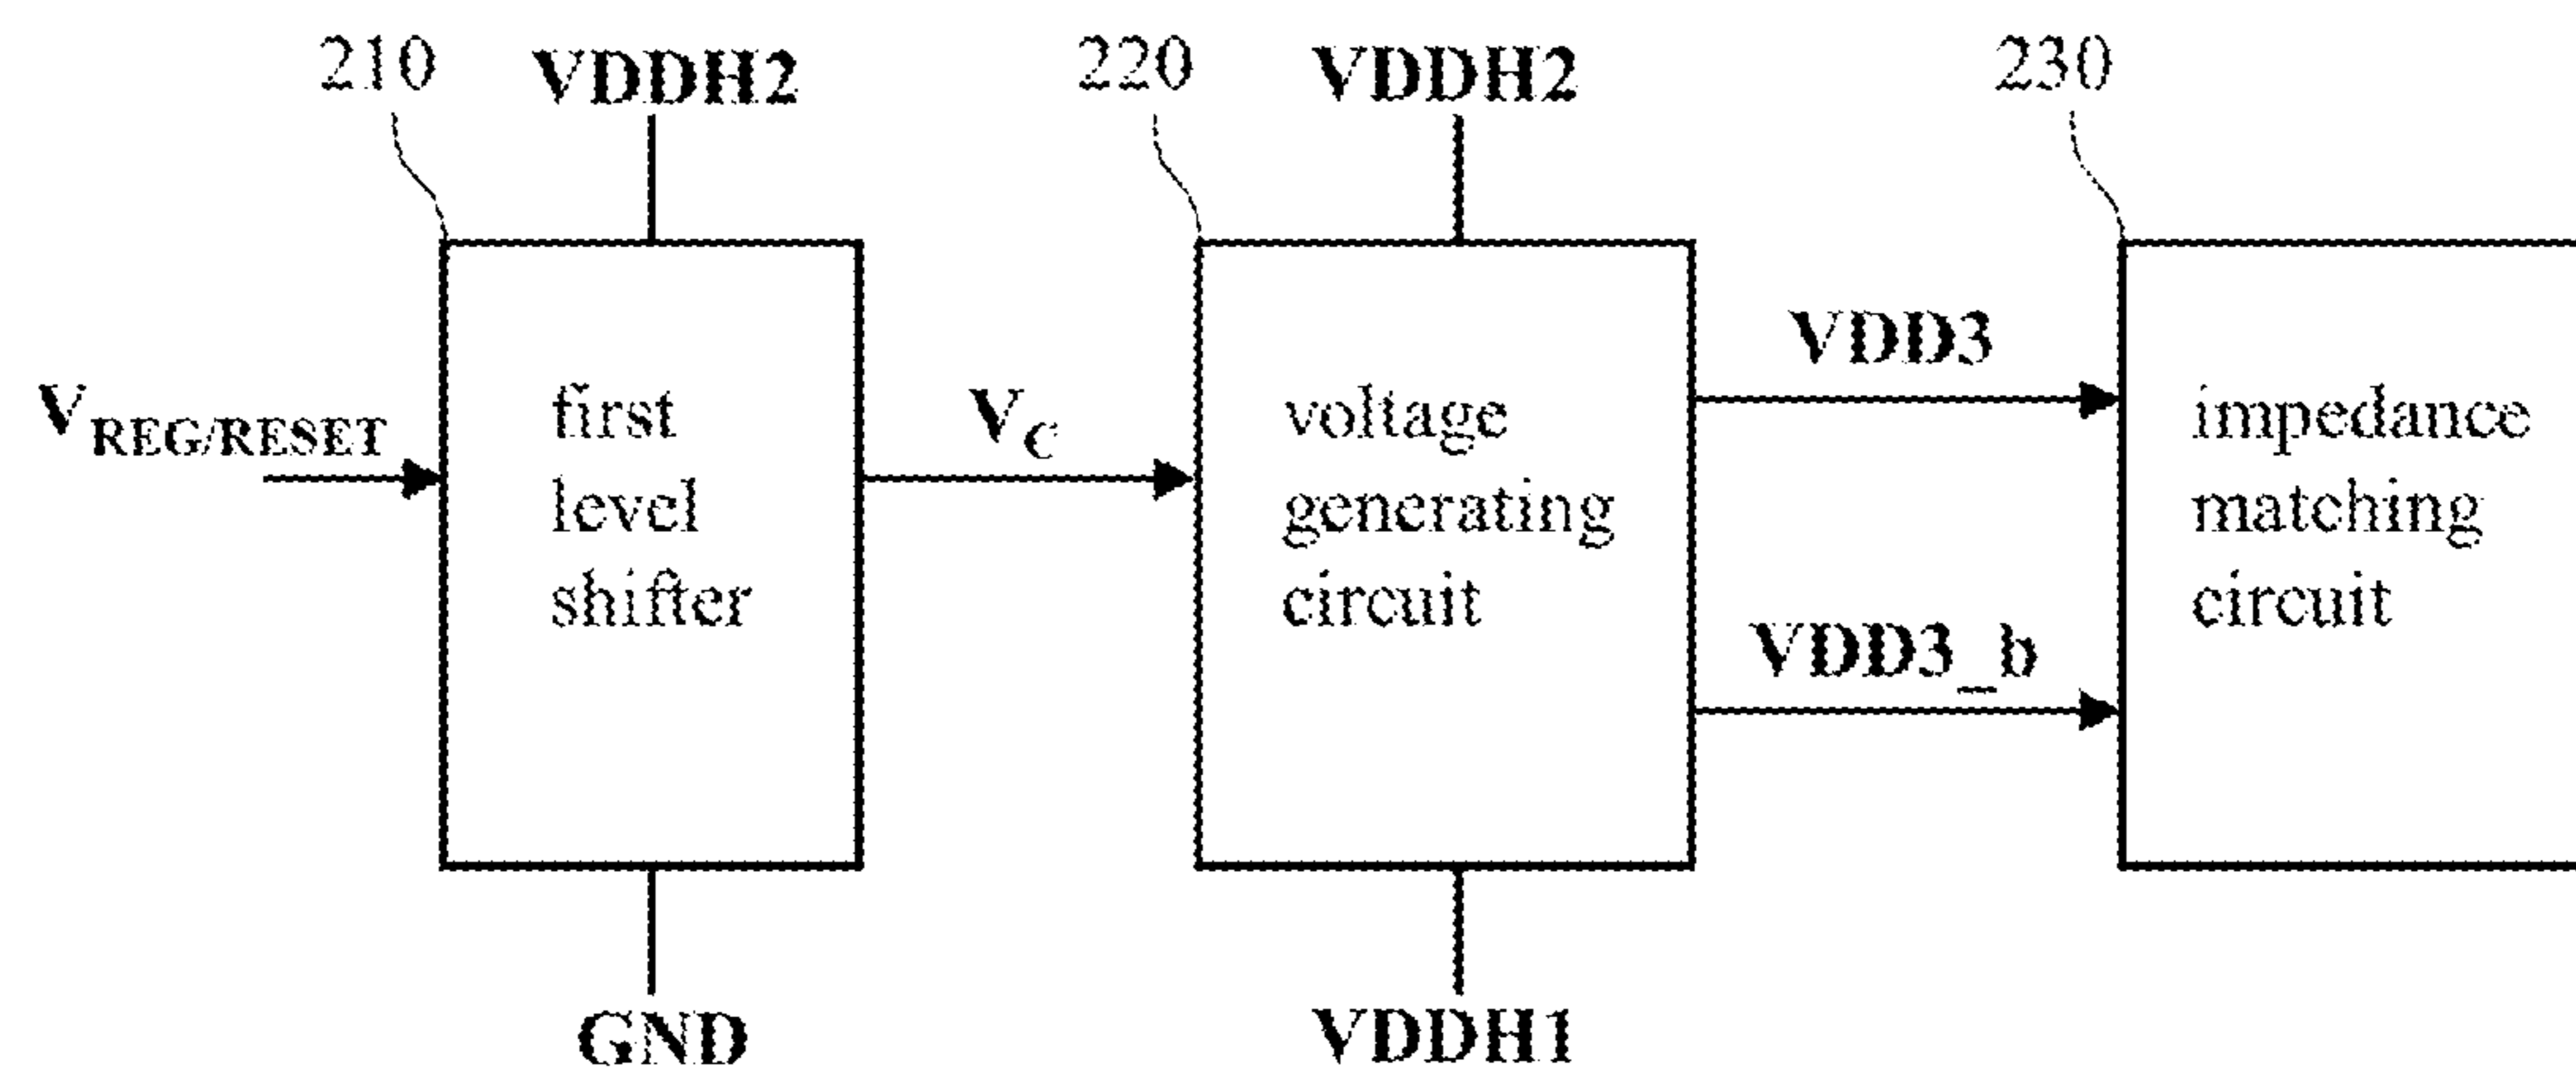 210
VDDH2
220
VDDH2
230
VREG/RESET
first
level
shifter
VC
voltage
generating
circuit
VDD3
VDD3_b
impedance
matching
circuit
GND
VDDH1